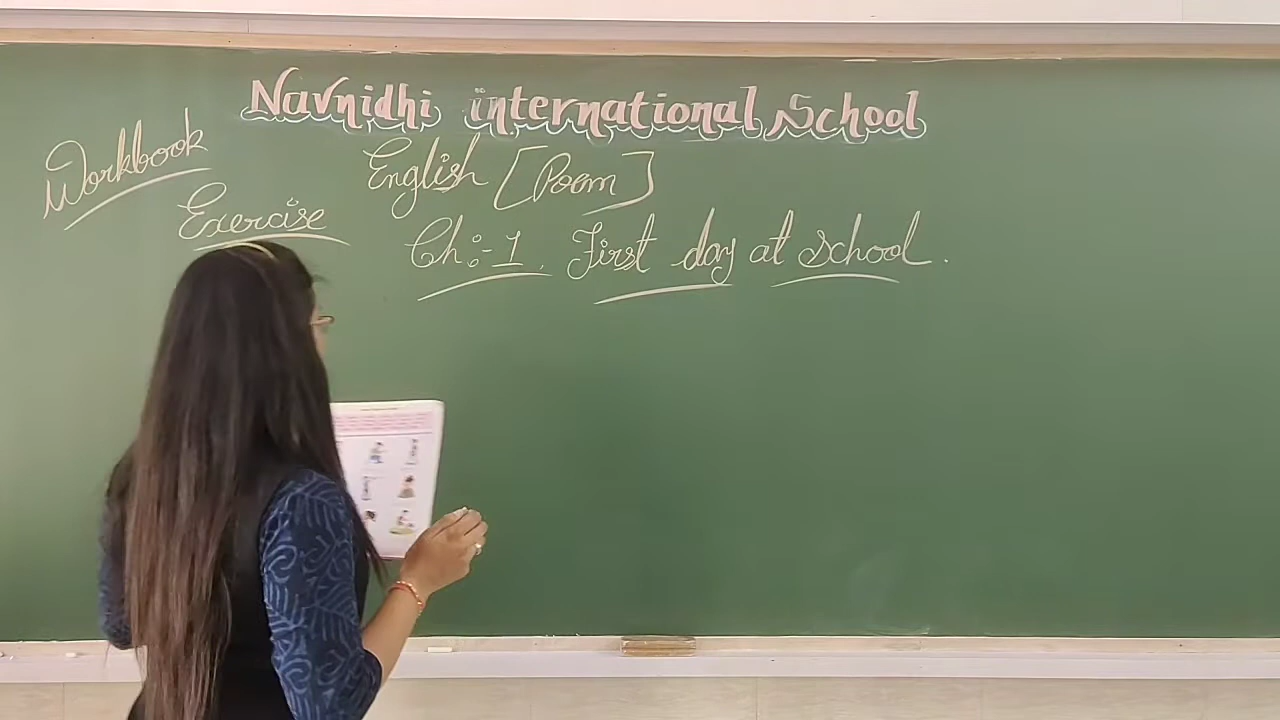 Navnidhi international School
Workbook
English [Poem]
Exercise
Ch:-1. First day at school.